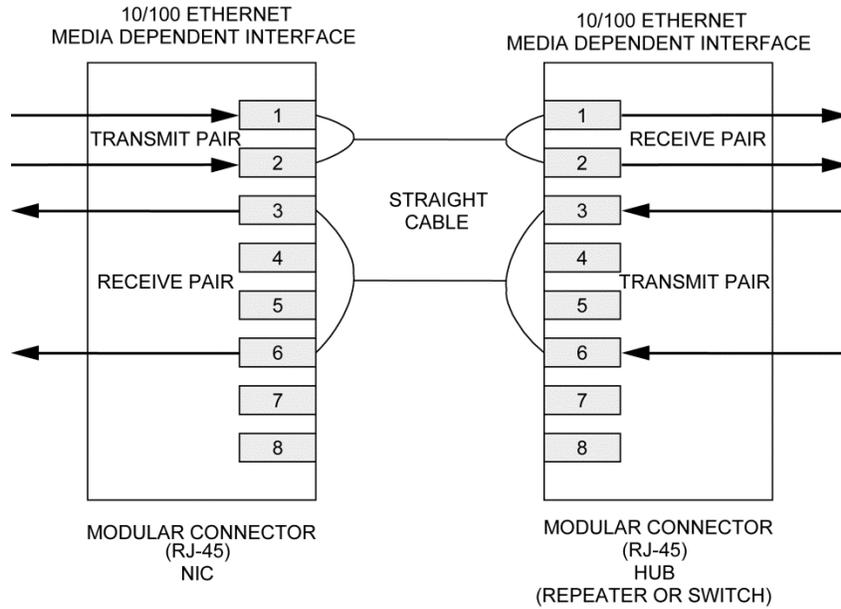 10/100 ETHERNET
MEDIA DEPENDENT INTERFACE
1
TRANSMIT PAIR
2
3
4
RECEIVE PAIR
5
6
7
8
MODULAR CONNECTOR
(RJ-45)
NIC
STRAIGHT
CABLE
10/100 ETHERNET
MEDIA DEPENDENT INTERFACE
1
RECEIVE PAIR
2
3
4
TRANSMIT PAIR
5
6
7
8
MODULAR CONNECTOR
(RJ-45)
HUB
(REPEATER OR SWITCH)